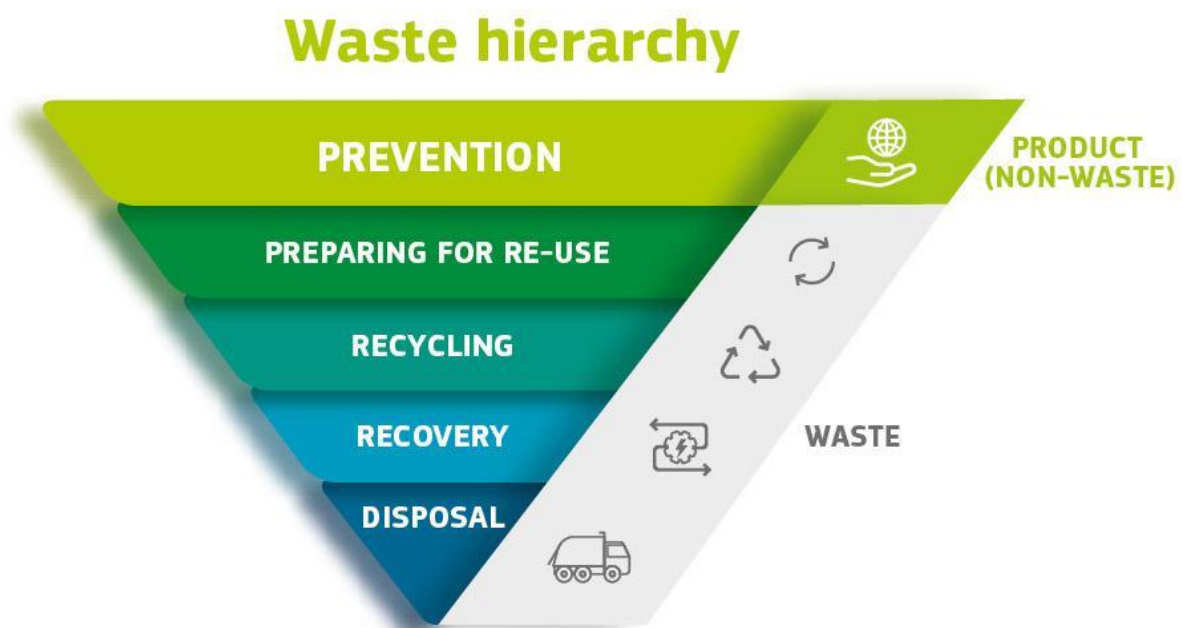 Waste hierarchy
PREVENTION
PRODUCT
(NON-WASTE)
PREPARING FOR RE-USE
RECYCLING
RECOVERY
WASTE
DISPOSAL